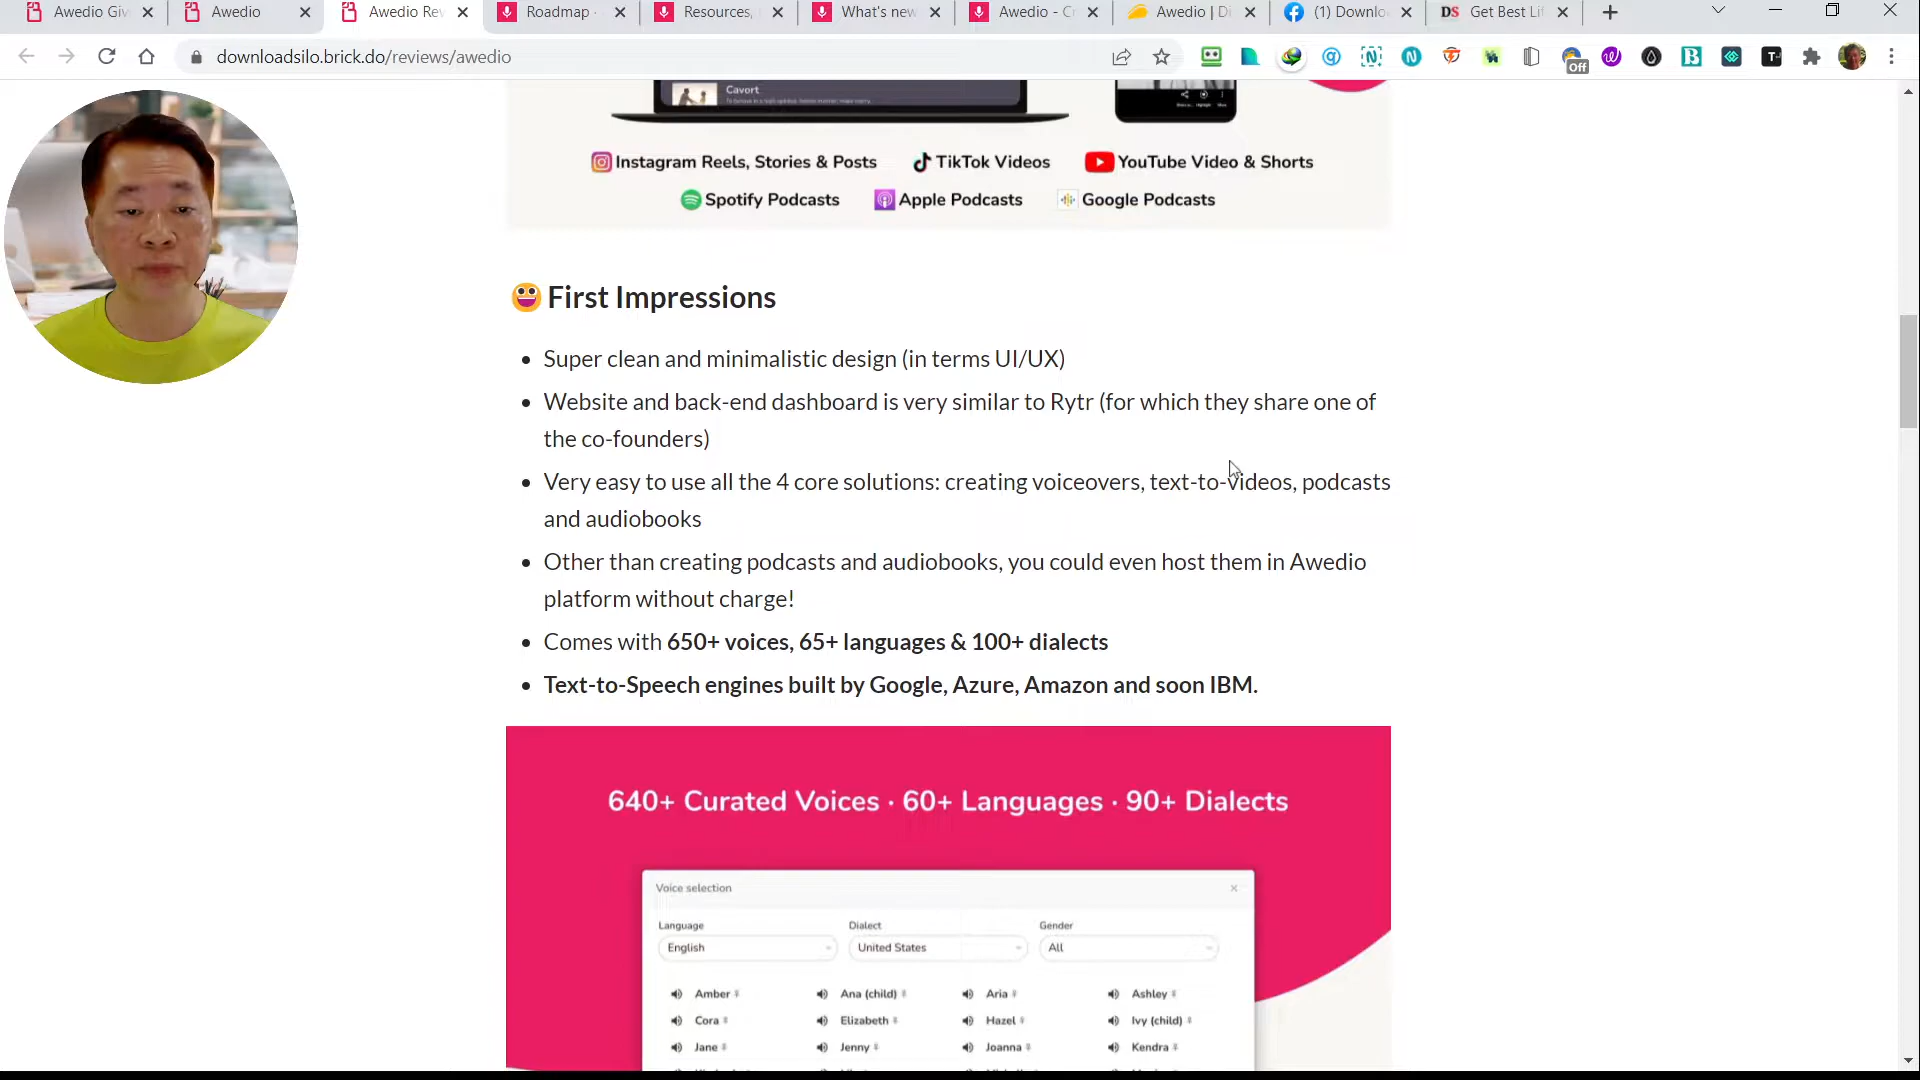 Awedio Giv
Awedio
Awedio Rev
Roadmap ·
Resources,
What's new
Awedio - C
Awedio | D
(1) Downlo
DS Get Best Lif
downloadsilo.brick.do/reviews/awedio
Off
Cavort
Instagram Reels, Stories & Posts TikTok Videos YouTube Video & Shorts
Spotify Podcasts Apple Podcasts Google Podcasts
First Impressions
• Super clean and minimalistic design (in terms UI/UX)
• Website and back-end dashboard is very similar to Rytr (for which they share one of
the co-founders)
• Very easy to use all the 4 core solutions: creating voiceovers, text-to-videos, podcasts
and audiobooks
• Other than creating podcasts and audiobooks, you could even host them in Awedio
platform without charge!
• Comes with 650+ voices, 65+ languages & 100+ dialects
• Text-to-Speech engines built by Google, Azure, Amazon and soon IBM.
640+ Curated Voices · 60+ Languages · 90+ Dialects
Voice selection
Language Dialect Gender
English United States All
Amber Ana (child) Aria Ashley
Cora Elizabeth Hazel Ivy (child)
Jane Jenny Joanna Kendra